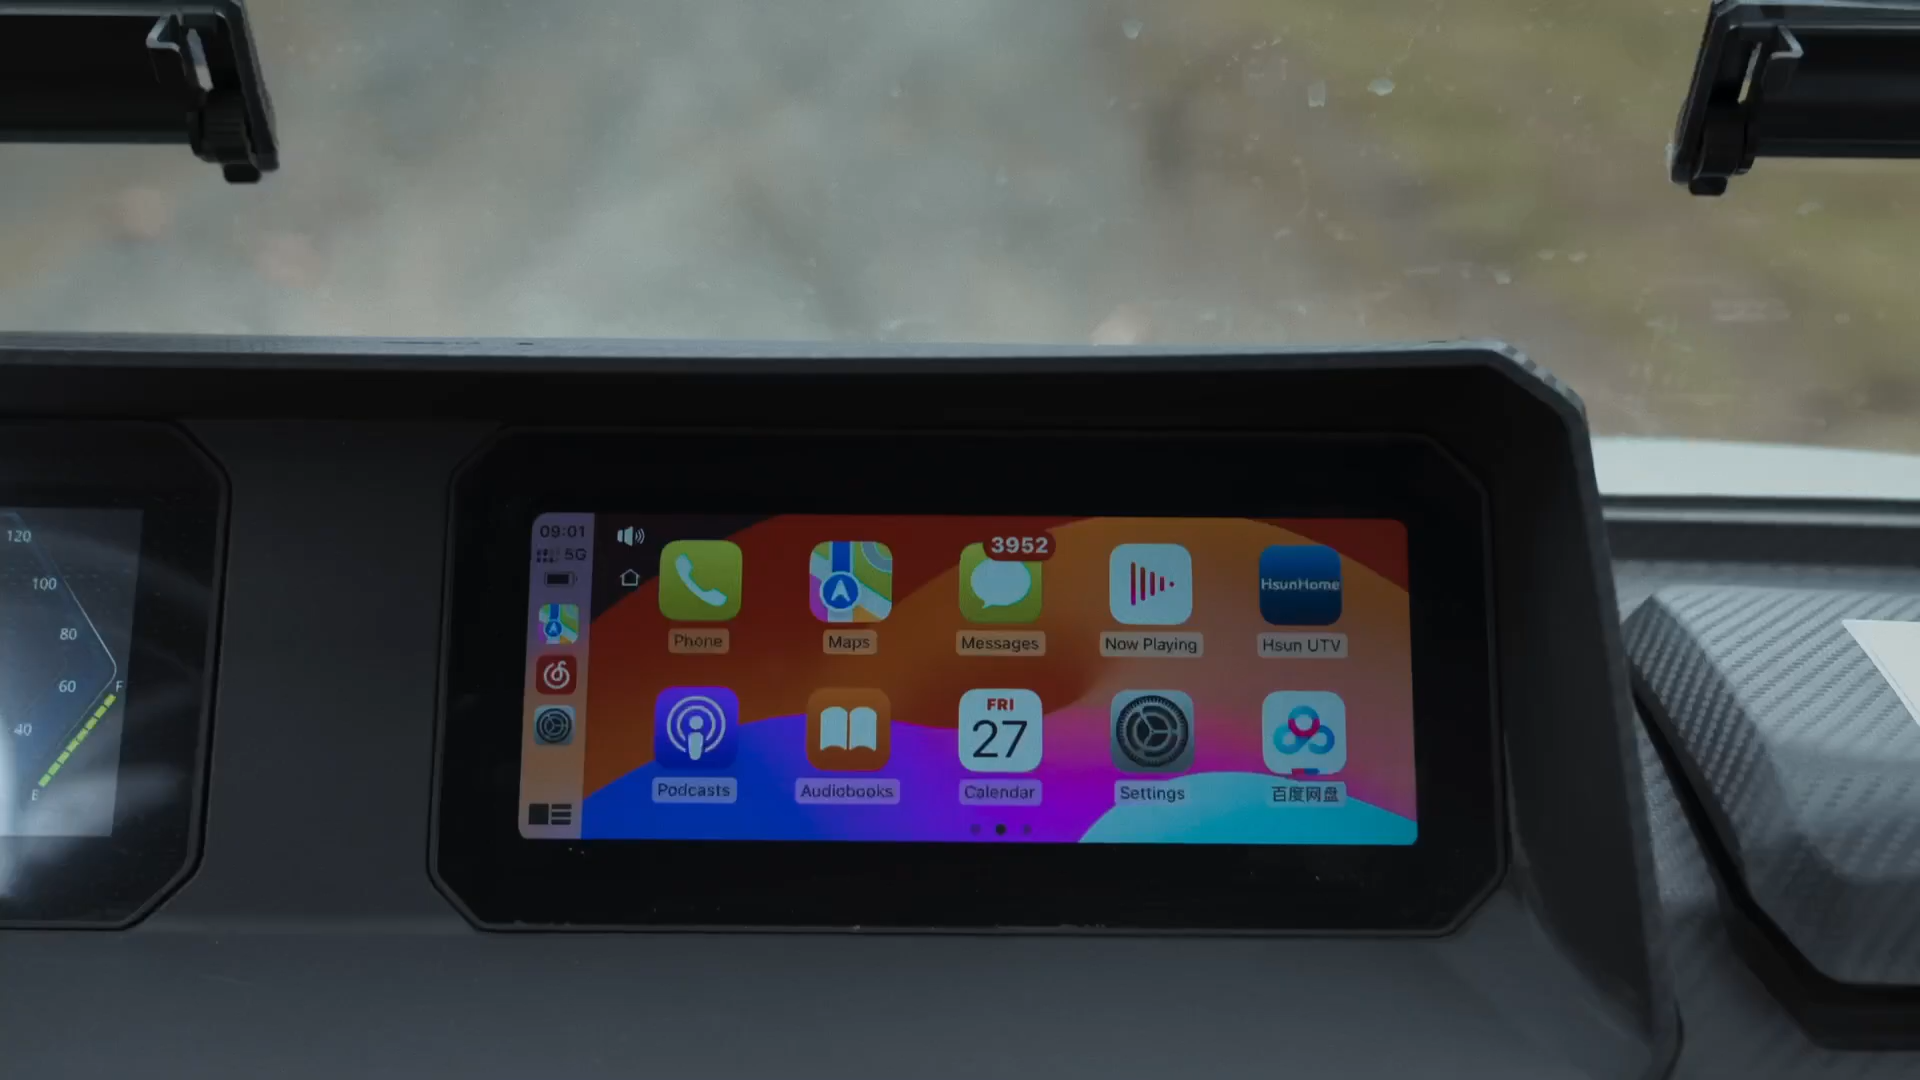 120
100
80
60
40
F
E
09:01
5G
3952
HsunHome
Phone
Maps
Messages
Now Playing
Hsun UTV
FRI
27
Podcasts
Audiobooks
Calendar
Settings
百度网盘